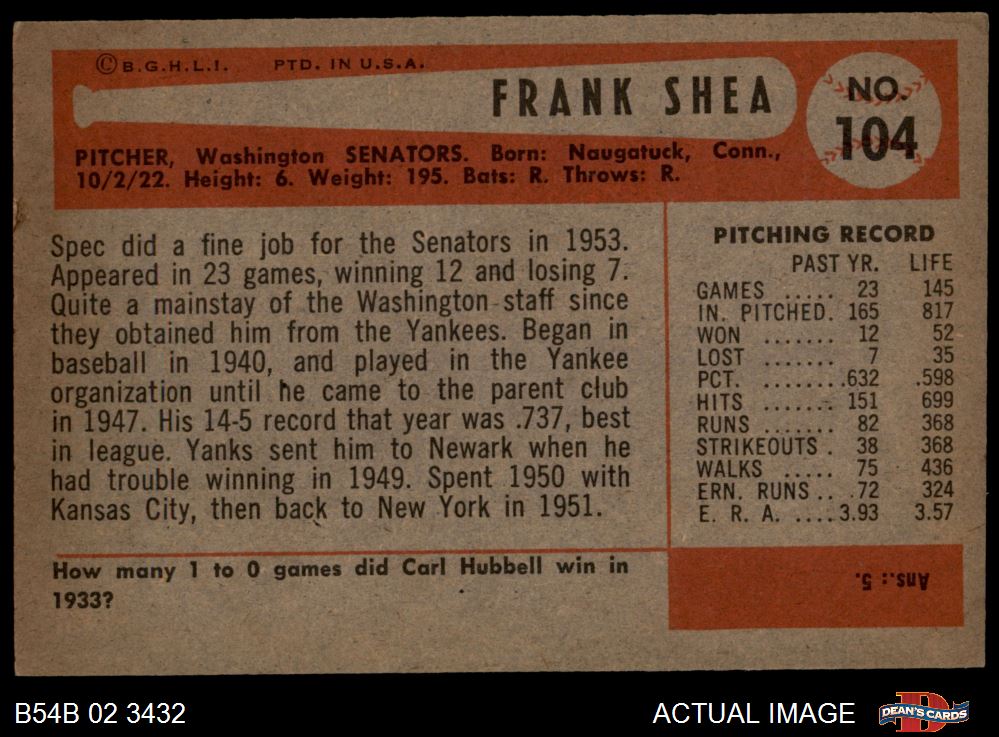 © B.G.H.L.I. PTD. IN U.S.A.
FRANK SHEA
NO.
104
PITCHER, Washington SENATORS. Born: Naugatuck, Conn.,
10/2/22. Height: 6. Weight: 195. Bats: R. Throws: R.
Spec did a fine job for the Senators in 1953.
Appeared in 23 games, winning 12 and losing 7.
Quite a mainstay of the Washington staff since
they obtained him from the Yankees. Began in
baseball in 1940, and played in the Yankee
organization until he came to the parent club
in 1947. His 14-5 record that year was .737, best
in league. Yanks sent him to Newark when he
had trouble winning in 1949. Spent 1950 with
Kansas City, then back to New York in 1951.
PITCHING RECORD
PAST YR. LIFE
GAMES ..... 23 145
IN. PITCHED. 165 817
WON ....... 12 52
LOST ....... 7 35
PCT. ........ .632 .598
HITS ....... 151 699
RUNS ....... 82 368
STRIKEOUTS . 38 368
WALKS ..... 75 436
ERN. RUNS .. 72 324
E. R. A. .... 3.93 3.57
How many 1 to 0 games did Carl Hubbell win in
1933?
Ans.: 5.
B54B 02 3432
ACTUAL IMAGE
D
DEAN'S CARDS